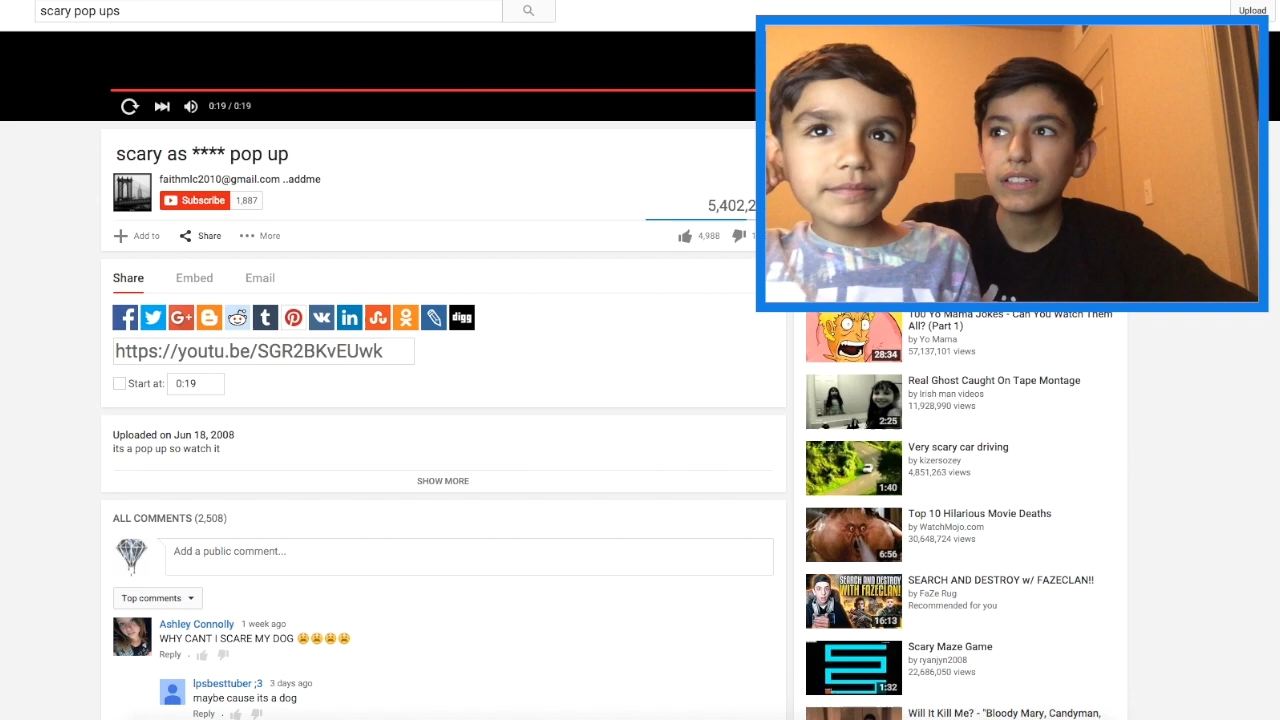 scary pop ups
Upload
0:19 / 0:19
scary as **** pop up
faithmlc2010@gmail.com ..addme
Subscribe 1,887
5,402,2
Add to Share More
4,988
Share Embed Email
digg
https://youtu.be/SGR2BKvEUwk
Start at: 0:19
Uploaded on Jun 18, 2008
its a pop up so watch it
SHOW MORE
ALL COMMENTS (2,508)
Add a public comment...
Top comments
Ashley Connolly 1 week ago
WHY CANT I SCARE MY DOG 😩😩😩😩
Reply
lpsbesttuber ;3 3 days ago
maybe cause its a dog
Reply
100 Yo Mama Jokes - Can You Watch Them
All? (Part 1)
by Yo Mama
57,137,101 views
28:34
Real Ghost Caught On Tape Montage
by Irish man videos
11,928,990 views
2:25
Very scary car driving
by kizersozey
4,851,263 views
1:40
Top 10 Hilarious Movie Deaths
by WatchMojo.com
30,648,724 views
6:56
SEARCH AND DESTROY w/ FAZECLAN!!
by FaZe Rug
Recommended for you
SEARCH AND DESTROY
WITH FAZECLAN!
16:13
Scary Maze Game
by ryanjyn2008
22,686,050 views
1:32
Will It Kill Me? - "Bloody Mary, Candyman,